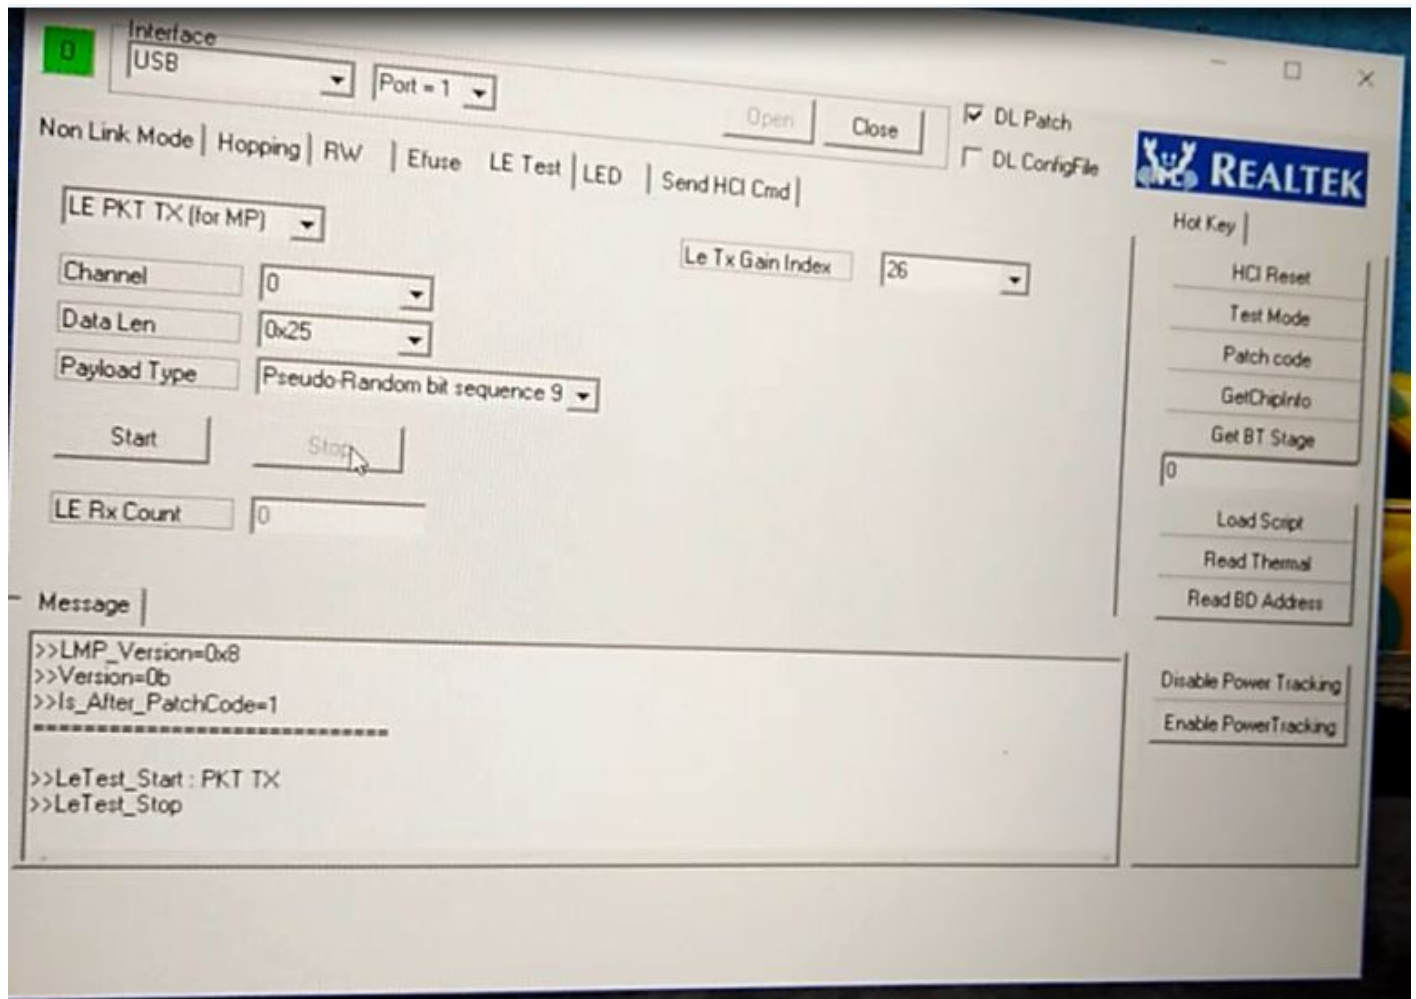 0
Interface
USB
Port = 1
Open
Close
DL Patch
DL ConfigFile
REALTEK
Non Link Mode
Hopping
RW
Efuse
LE Test
LED
Send HCI Cmd
LE PKT TX (for MP)
Le Tx Gain Index
26
Channel
0
Data Len
0x25
Payload Type
Pseudo-Random bit sequence 9
Start
Stop
LE Rx Count
0
Hot Key
HCI Reset
Test Mode
Patch code
GetChipInfo
Get BT Stage
0
Load Script
Read Thermal
Read BD Address
Disable Power Tracking
Enable PowerTracking
Message
>>LMP_Version=0x8
>>Version=0b
>>Is_After_PatchCode=1
============================
>>LeTest_Start : PKT TX
>>LeTest_Stop